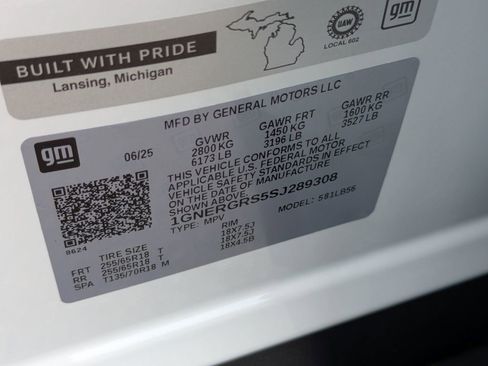 BUILT WITH PRIDE
Lansing, Michigan
UAW
LOCAL 602
gm
gm
MFD BY GENERAL MOTORS LLC
06/25
GVWR GAWR FRT GAWR RR
2800 KG 1450 KG 1600 KG
6173 LB 3196 LB 3527 LB
THIS VEHICLE CONFORMS TO ALL
APPLICABLE U.S. FEDERAL MOTOR
VEHICLE SAFETY STANDARDS IN EFFECT
ON THE DATE OF MANUFACTURE
SHOWN ABOVE.
1GNERGRS5SJ289308
TYPE: MPV MODEL: 581LB56
8624
TIRE SIZE RIM
FRT 255/65R18 T 18X7.5J
RR 255/65R18 T 18X7.5J
SPA T135/70R18 M 18X4.5B